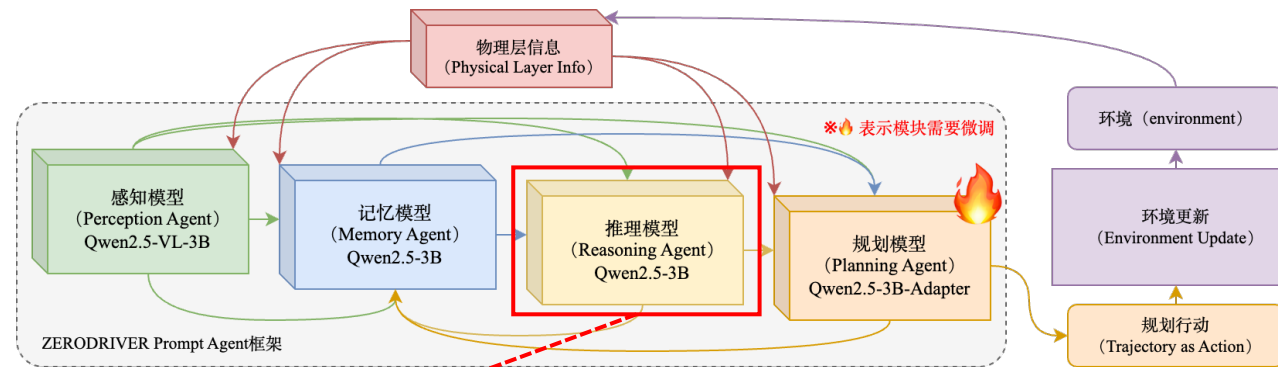 物理层信息
（Physical Layer Info）
※🔥 表示模块需要微调
感知模型
（Perception Agent）
Qwen2.5-VL-3B
记忆模型
（Memory Agent）
Qwen2.5-3B
推理模型
（Reasoning Agent）
Qwen2.5-3B
规划模型
（Planning Agent）
Qwen2.5-3B-Adapter
ZERODRIVER Prompt Agent框架
环境（environment）
环境更新
（Environment Update）
规划行动
（Trajectory as Action）